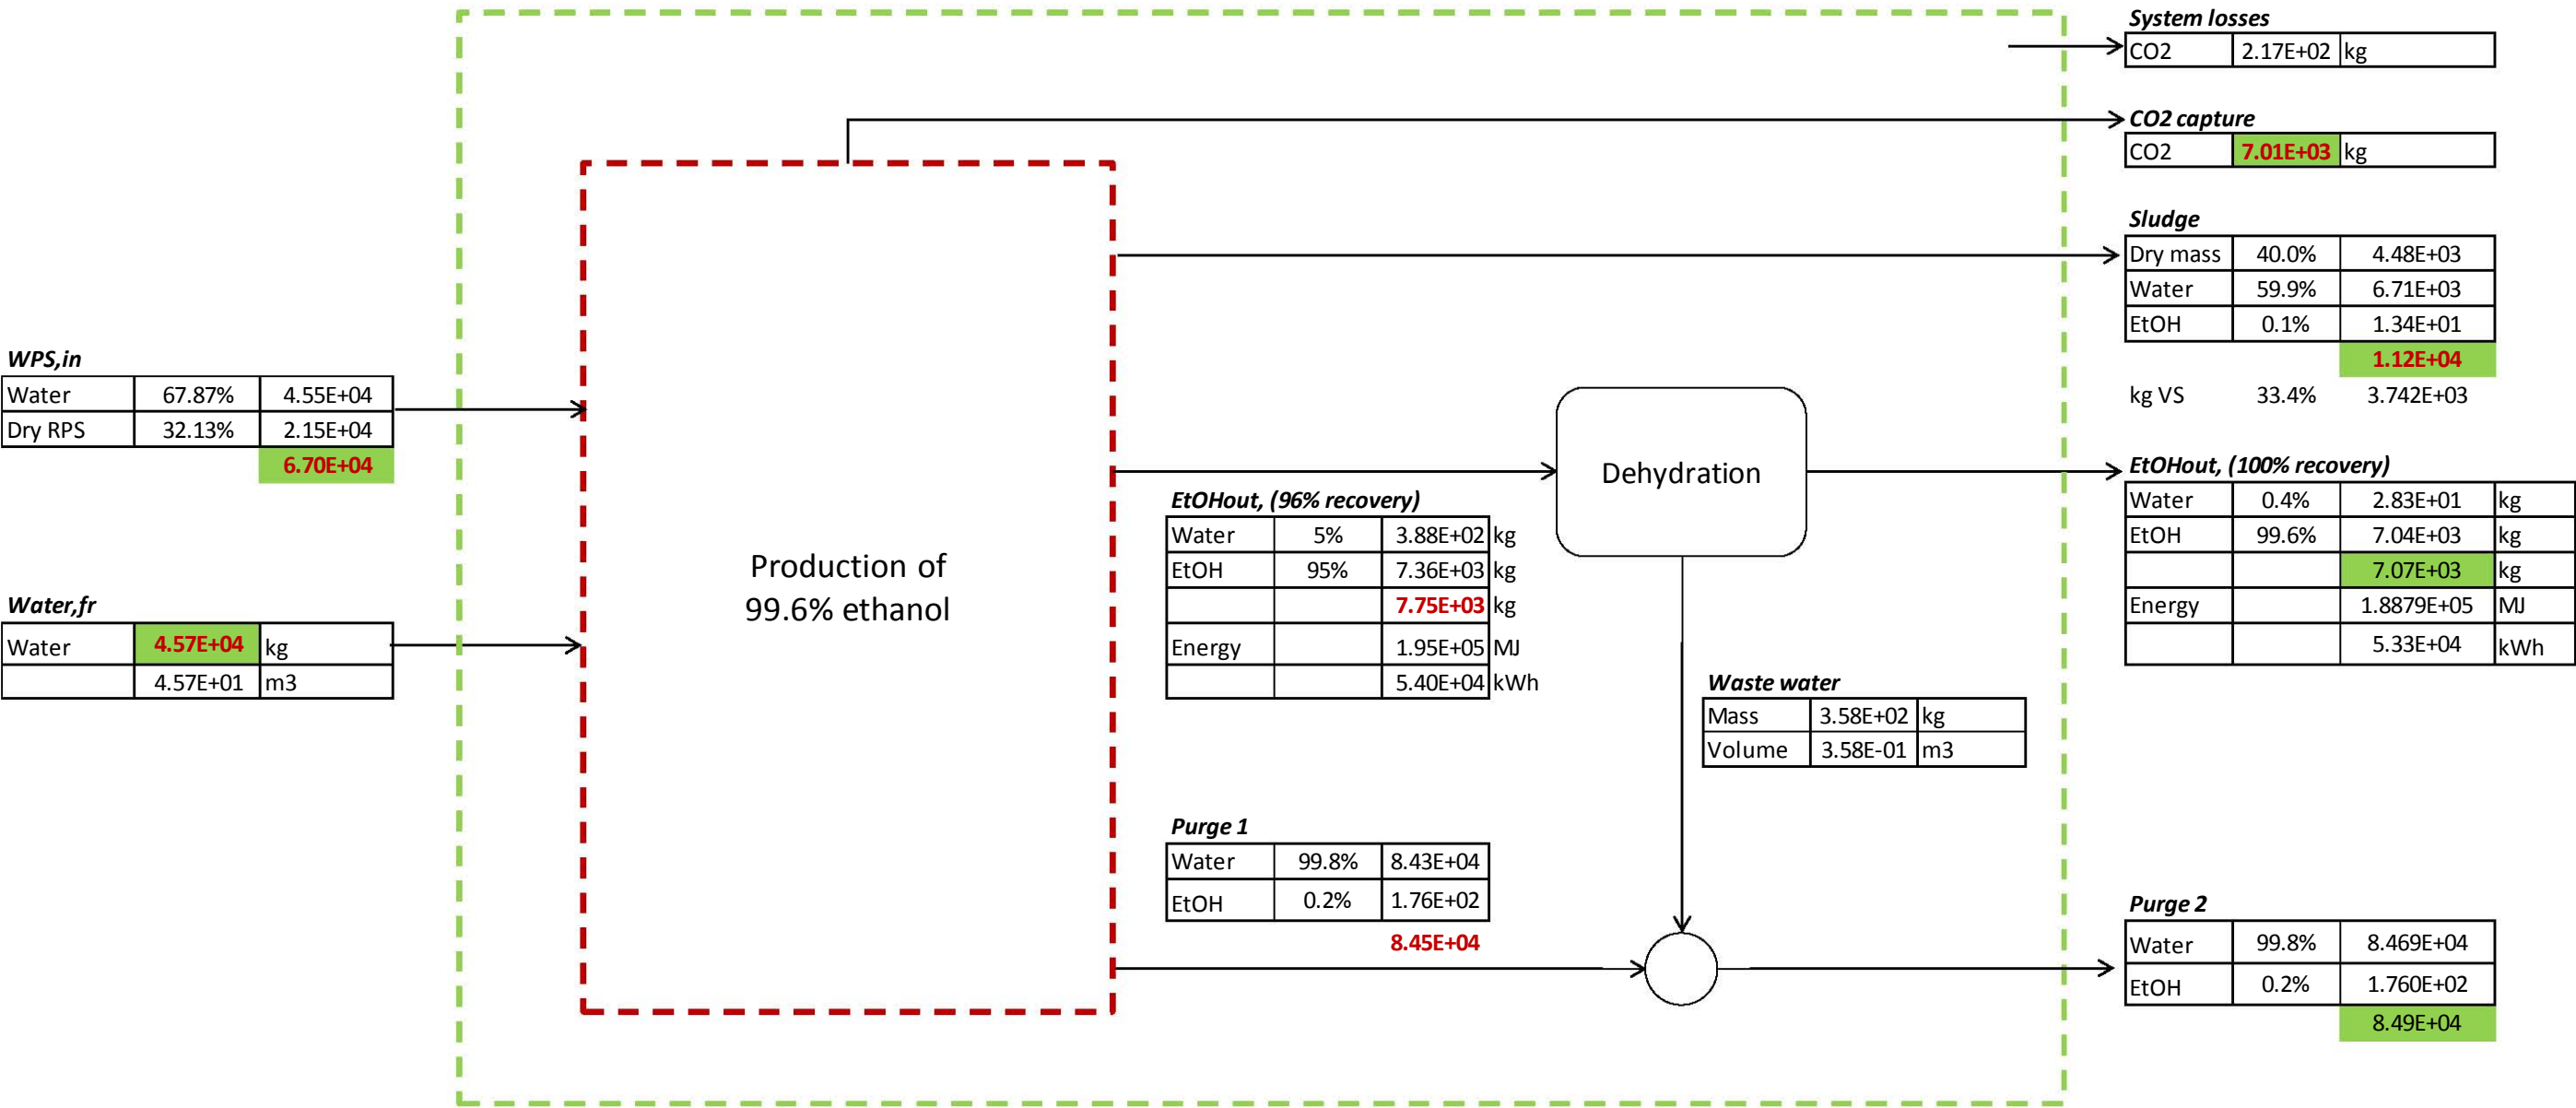 System losses
CO2 2.17E+02 kg
CO2 capture
CO2 7.01E+03 kg
Sludge
Dry mass 40.0% 4.48E+03
Water 59.9% 6.71E+03
EtOH 0.1% 1.34E+01
1.12E+04
kg VS 33.4% 3.742E+03
WPS,in
Water 67.87% 4.55E+04
Dry RPS 32.13% 2.15E+04
6.70E+04
Water,fr
Water 4.57E+04 kg
4.57E+01 m3
Production of
99.6% ethanol
Dehydration
EtOHout, (96% recovery)
Water 5% 3.88E+02 kg
EtOH 95% 7.36E+03 kg
7.75E+03 kg
Energy 1.95E+05 MJ
5.40E+04 kWh
EtOHout, (100% recovery)
Water 0.4% 2.83E+01 kg
EtOH 99.6% 7.04E+03 kg
7.07E+03 kg
Energy 1.8879E+05 MJ
5.33E+04 kWh
Waste water
Mass 3.58E+02 kg
Volume 3.58E-01 m3
Purge 1
Water 99.8% 8.43E+04
EtOH 0.2% 1.76E+02
8.45E+04
Purge 2
Water 99.8% 8.469E+04
EtOH 0.2% 1.760E+02
8.49E+04